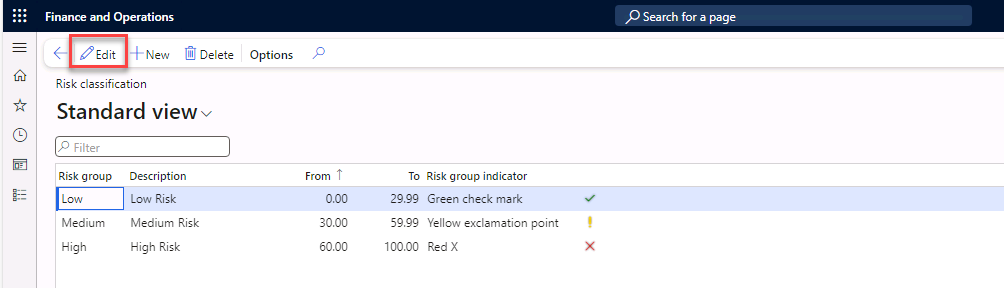 Finance and Operations Search for a page
Edit New Delete Options
Risk classification
Standard view
Filter
Risk group Description From To Risk group indicator
Low Low Risk 0.00 29.99 Green check mark
Medium Medium Risk 30.00 59.99 Yellow exclamation point
High High Risk 60.00 100.00 Red X